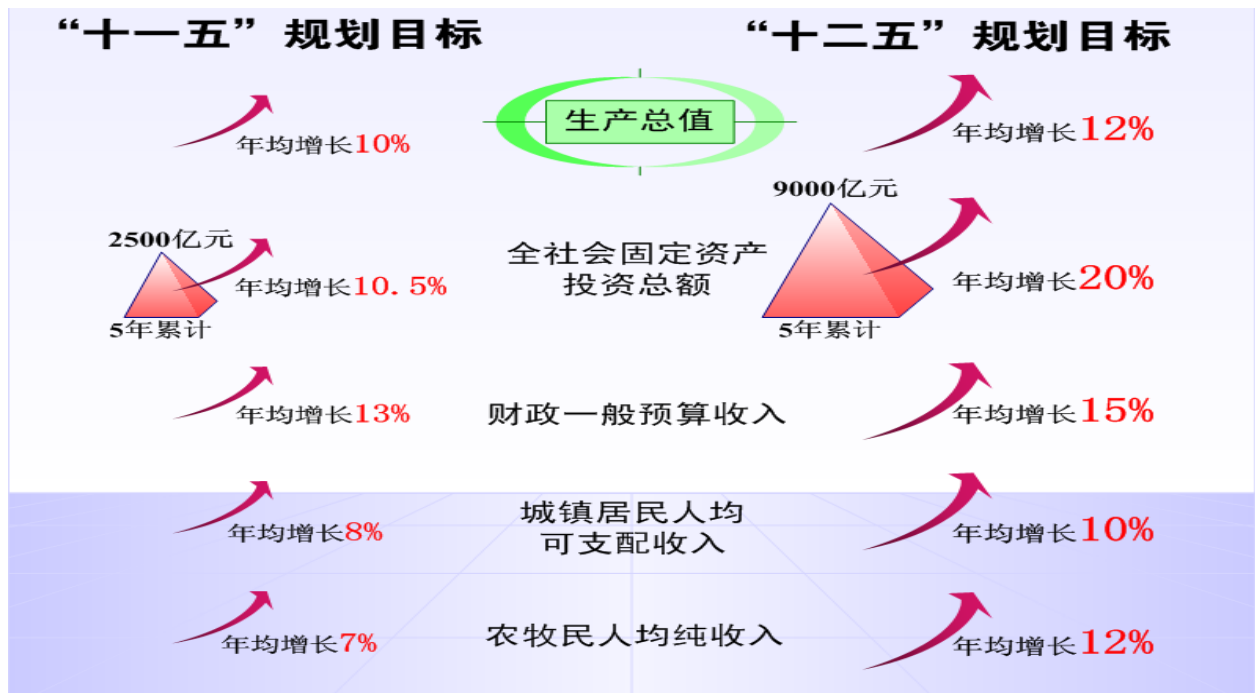 “十一五”规划目标
“十二五”规划目标
生产总值
年均增长10%
年均增长12%
2500亿元
5年累计
年均增长10.5%
全社会固定资产
投资总额
9000亿元
5年累计
年均增长20%
年均增长13%
财政一般预算收入
年均增长15%
年均增长8%
城镇居民人均
可支配收入
年均增长10%
年均增长7%
农牧民人均纯收入
年均增长12%